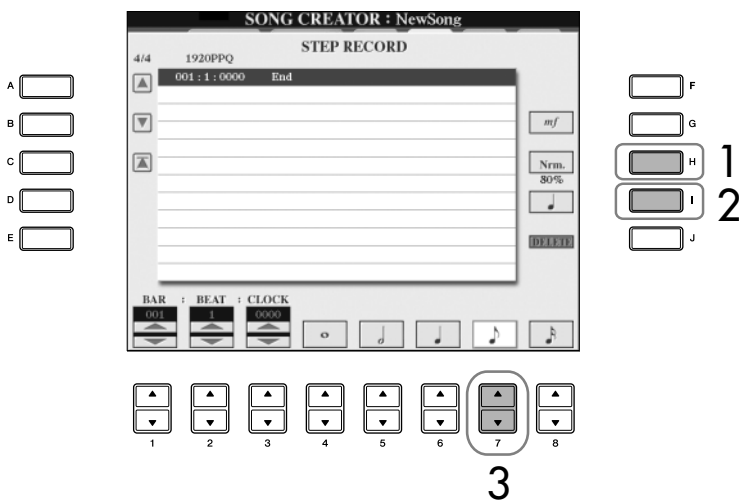 SONG CREATOR : NewSong
STEP RECORD
4/4 1920PPQ
001 : 1 : 0000 End
A
B
C
D
E
mf
Nrm.
80%
DELETE
F
G
H 1
I 2
J
BAR : BEAT : CLOCK
001 1 0000
1 2 3 4 5 6 7 8
3